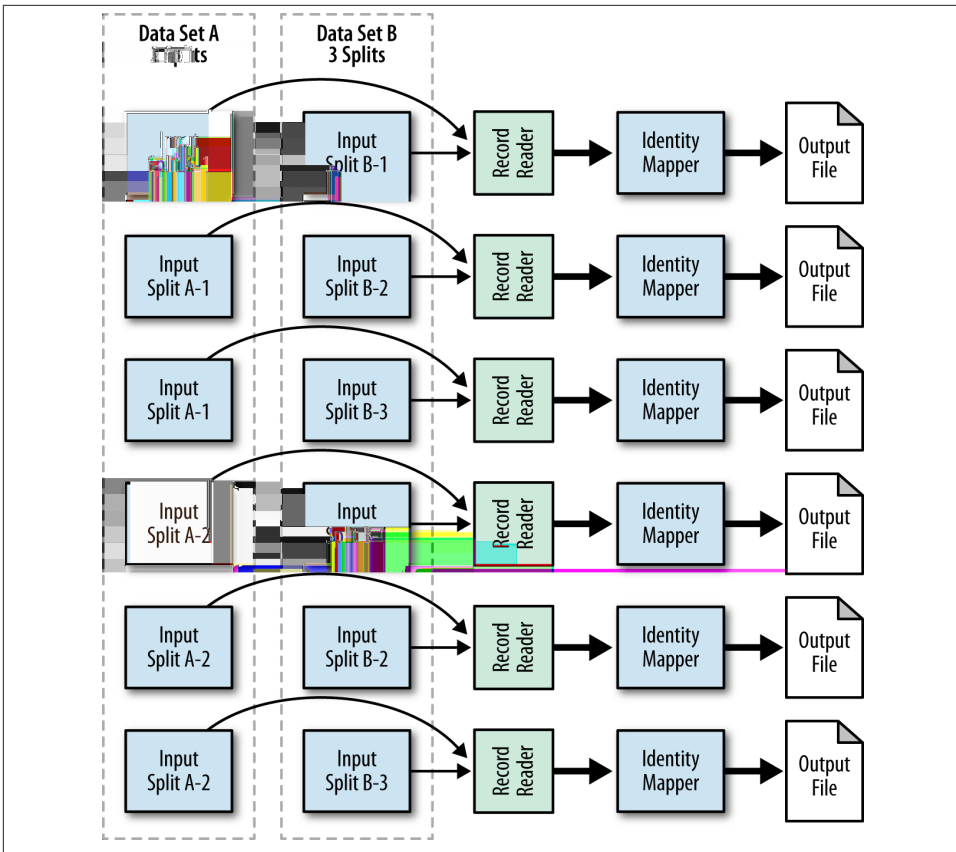 Data Set A
ts
Data Set B
3 Splits
Input
Split B-1
Record
Reader
Identity
Mapper
Output
File
Input
Split A-1
Input
Split B-2
Record
Reader
Identity
Mapper
Output
File
Input
Split A-1
Input
Split B-3
Record
Reader
Identity
Mapper
Output
File
Input
Split A-2
Input
Record
Reader
Identity
Mapper
Output
File
Input
Split A-2
Input
Split B-2
Record
Reader
Identity
Mapper
Output
File
Input
Split A-2
Input
Split B-3
Record
Reader
Identity
Mapper
Output
File